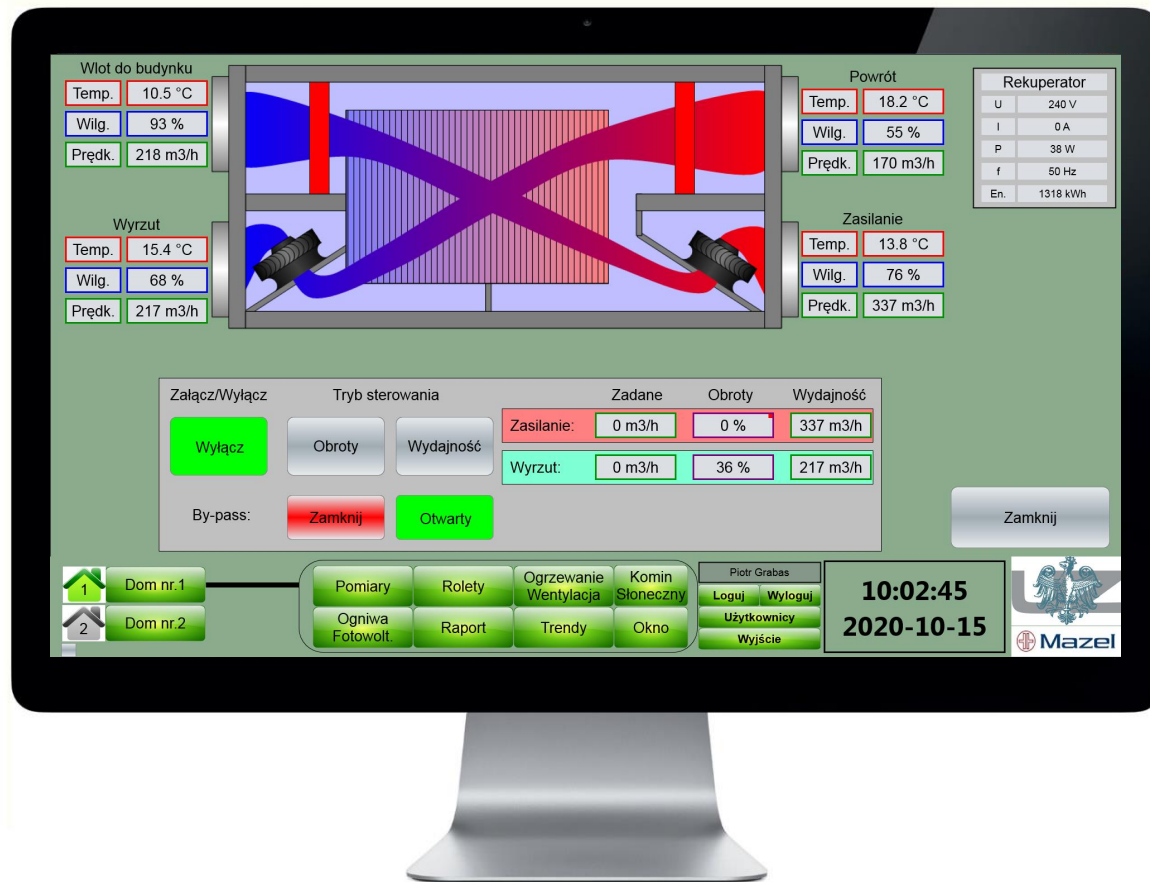 Wlot do budynku
Temp. 10.5 °C
Wilg. 93 %
Prędk. 218 m3/h
Powrót
Temp. 18.2 °C
Wilg. 55 %
Prędk. 170 m3/h
Rekuperator
U 240 V
I 0 A
P 38 W
f 50 Hz
En. 1318 kWh
Wyrzut
Temp. 15.4 °C
Wilg. 68 %
Prędk. 217 m3/h
Zasilanie
Temp. 13.8 °C
Wilg. 76 %
Prędk. 337 m3/h
Załącz/Wyłącz Tryb sterowania Zadane Obroty Wydajność
Wyłącz Obroty Wydajność
Zasilanie: 0 m3/h 0 % 337 m3/h
Wyrzut: 0 m3/h 36 % 217 m3/h
By-pass: Zamknij Otwarty
Zamknij
1 Dom nr.1
2 Dom nr.2
Pomiary Rolety Ogrzewanie Wentylacja Komin Słoneczny
Ogniwa Fotowolt. Raport Trendy Okno
Piotr Grabas
Loguj Wyloguj
Użytkownicy
Wyjście
10:02:45
2020-10-15
UZ
Mazel